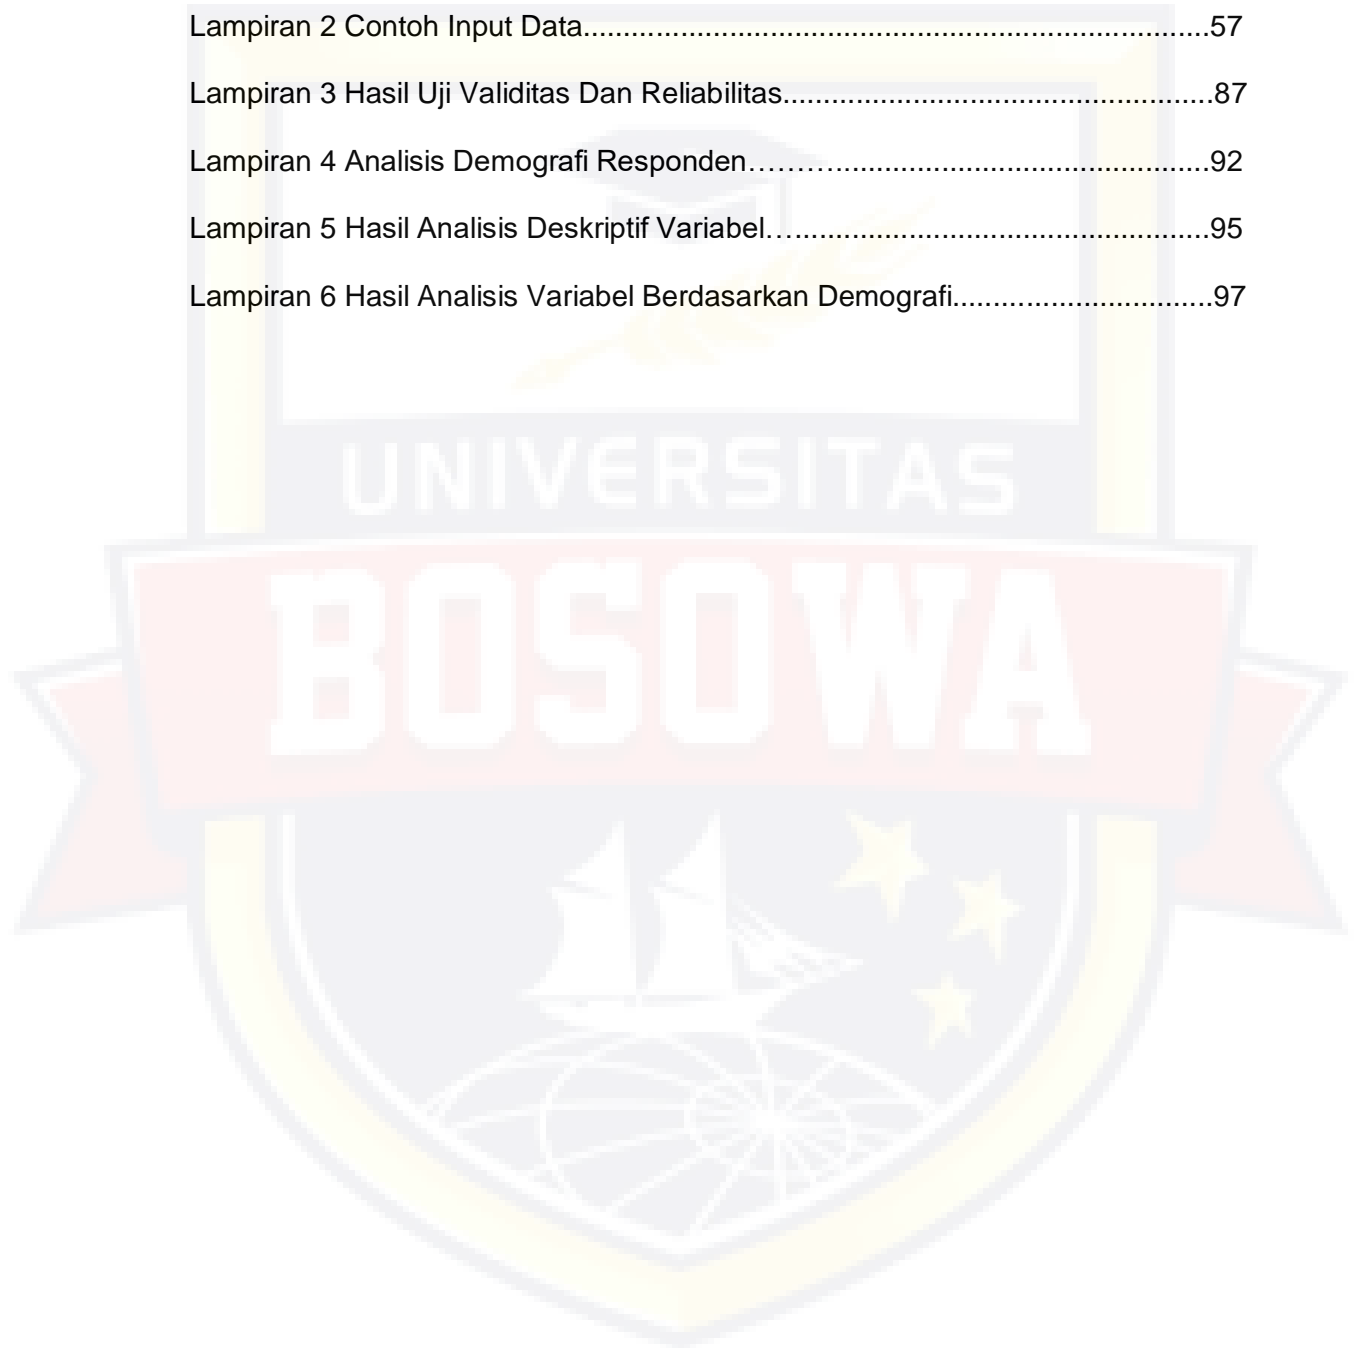 Lampiran 2 Contoh Input Data................................................................................57
Lampiran 3 Hasil Uji Validitas Dan Reliabilitas.....................................................87
Lampiran 4 Analisis Demografi Responden……….............................................92
Lampiran 5 Hasil Analisis Deskriptif Variabel.….................................................95
Lampiran 6 Hasil Analisis Variabel Berdasarkan Demografi................................97
UNIVERSITAS
BOSOWA